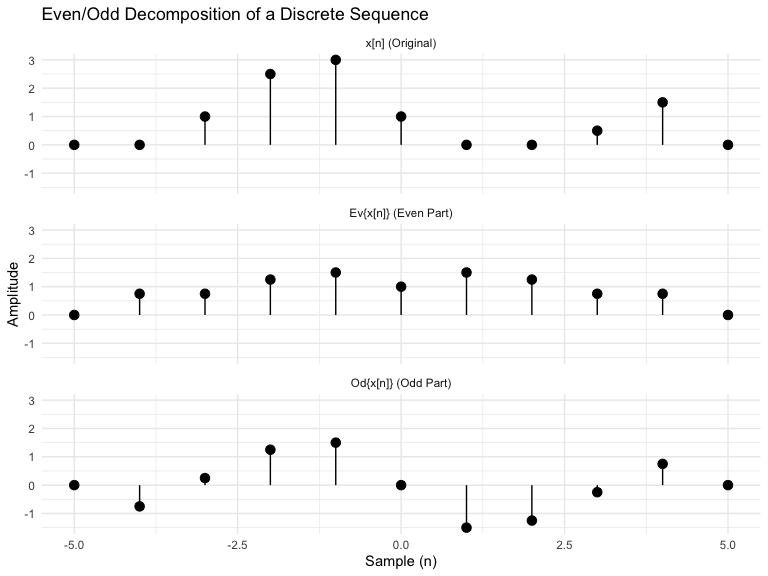 Even/Odd Decomposition of a Discrete Sequence
x[n] (Original)
3
2
1
0
-1
Ev{x[n]} (Even Part)
3
2
1
0
-1
Amplitude
Od{x[n]} (Odd Part)
3
2
1
0
-1
-5.0 -2.5 0.0 2.5 5.0
Sample (n)